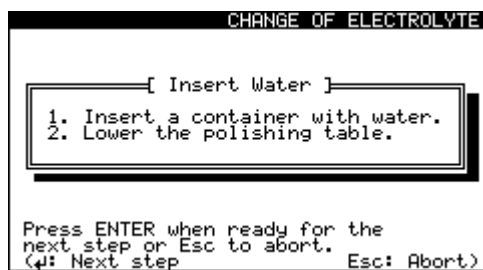 CHANGE OF ELECTROLYTE
[ Insert Water ]
1. Insert a container with water.
2. Lower the polishing table.
Press ENTER when ready for the
next step or Esc to abort.
(↲: Next step Esc: Abort)